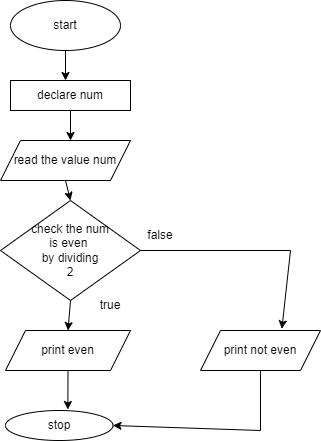 start
declare num
read the value num
check the num
is even
by dividing
2
false
true
print even
print not even
stop